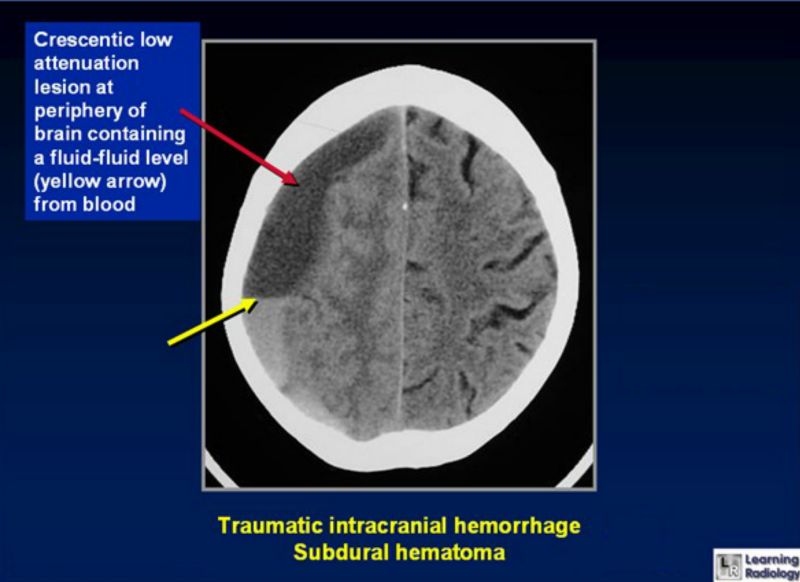 Crescentic low
attenuation
lesion at
periphery of
brain containing
a fluid-fluid level
(yellow arrow)
from blood
Traumatic intracranial hemorrhage
Subdural hematoma
LR
Learning
Radiology